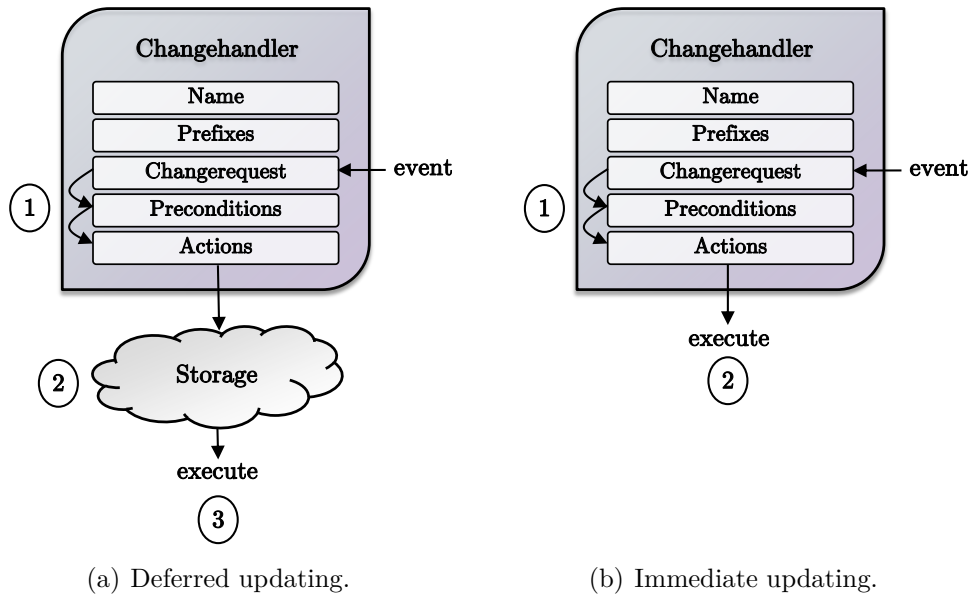 Changehandler
Name
Prefixes
Changerequest
event
Preconditions
1
Actions
Storage
2
execute
3
(a) Deferred updating.
Changehandler
Name
Prefixes
Changerequest
event
Preconditions
1
Actions
execute
2
(b) Immediate updating.